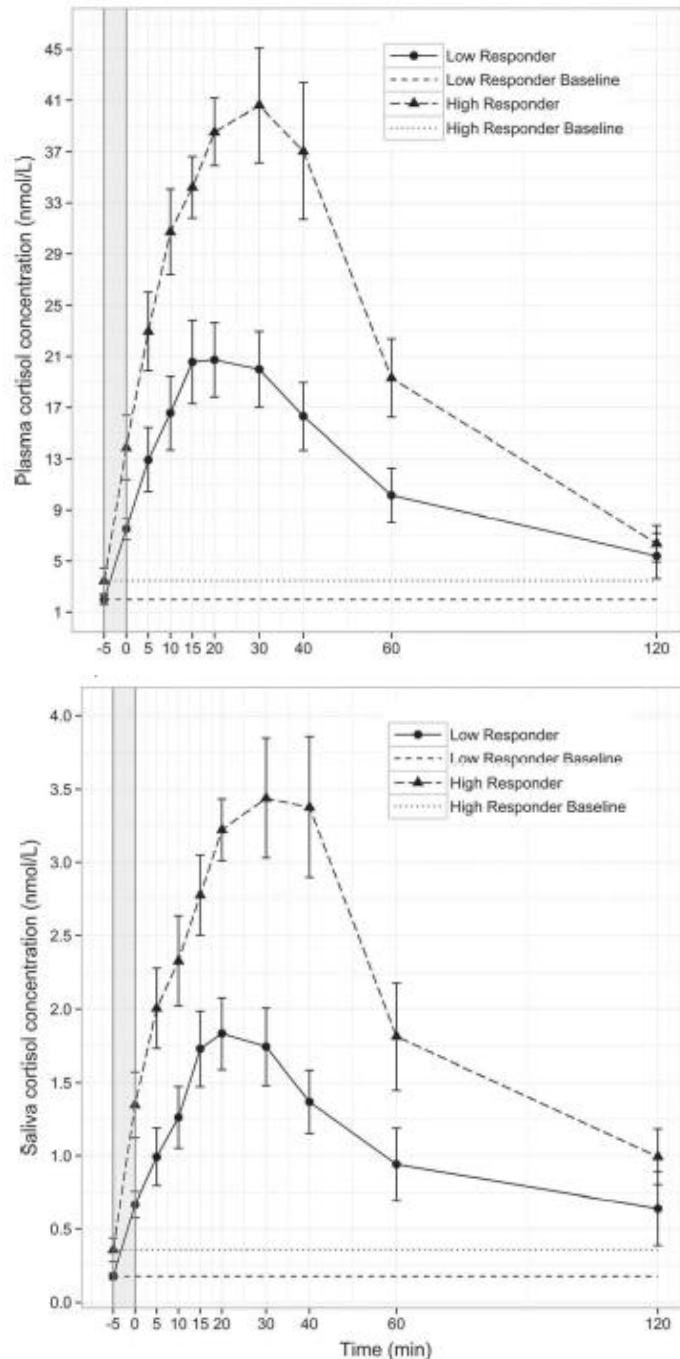 Plasma cortisol concentration (nmol/L)
45
41
37
33
29
25
21
17
13
9
5
1
Low Responder
Low Responder Baseline
High Responder
High Responder Baseline
-5 0 5 10 15 20 30 40 60 120
Saliva cortisol concentration (nmol/L)
4.0
3.5
3.0
2.5
2.0
1.5
1.0
0.5
0.0
Low Responder
Low Responder Baseline
High Responder
High Responder Baseline
-5 0 5 10 15 20 30 40 60 120
Time (min)